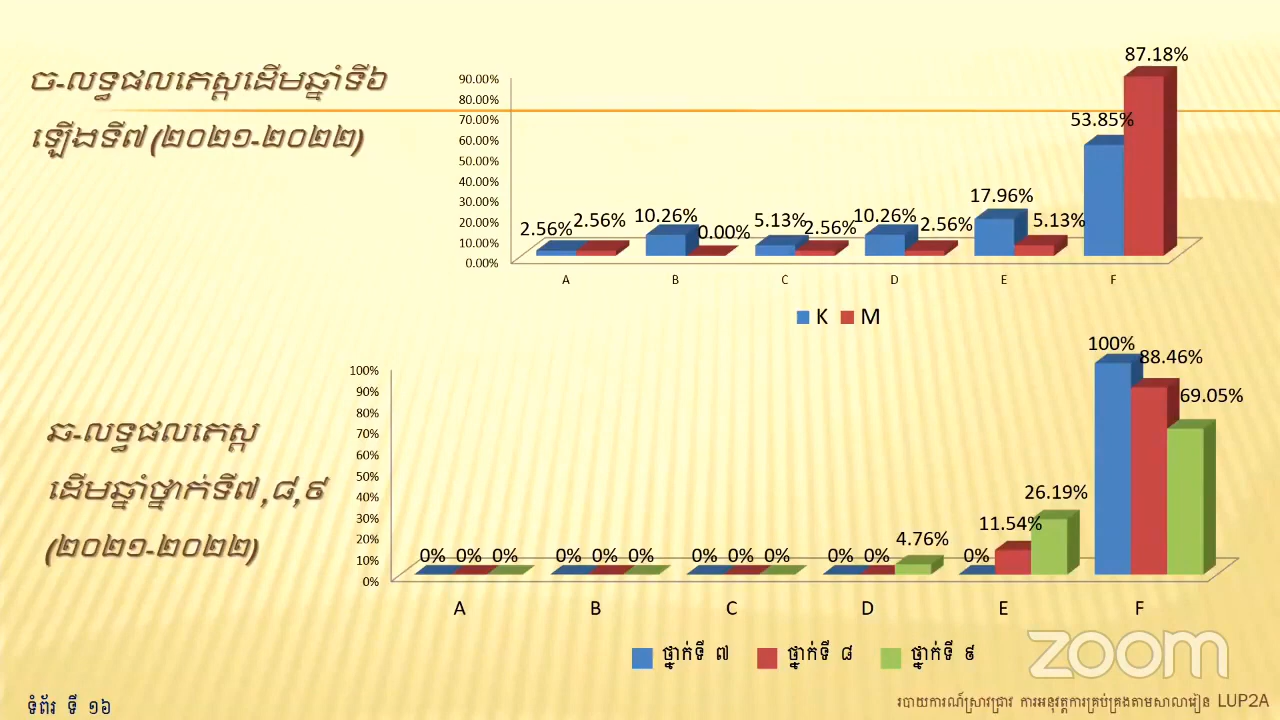 ច-លទ្ធផលតេស្តដើមឆ្នាំទី៦
ឡើងទី៧ (២០២១-២០២២)
90.00%
80.00%
70.00%
60.00%
50.00%
40.00%
30.00%
20.00%
10.00%
0.00%
2.56% 2.56% 10.26% 0.00% 5.13% 2.56% 10.26% 2.56% 17.96% 5.13% 53.85% 87.18%
A B C D E F
K M
ឆ-លទ្ធផលតេស្ត
ដើមឆ្នាំថ្នាក់ទី៧,៨,៩
(២០២១-២០២២)
100%
90%
80%
70%
60%
50%
40%
30%
20%
10%
0%
0% 0% 0% 0% 0% 0% 0% 0% 0% 0% 0% 4.76% 0% 11.54% 26.19% 100% 88.46% 69.05%
A B C D E F
ថ្នាក់ទី ៧ ថ្នាក់ទី ៨ ថ្នាក់ទី ៩
zoom
ទំព័រ ទី ១៦
របាយការណ៍ស្រាវជ្រាវ ការអនុវត្តការគ្រប់គ្រងតាមសាលារៀន LUP2A